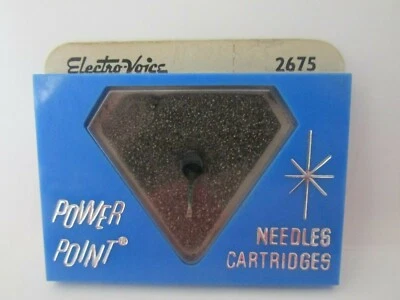 Electro-Voice 2675
POWER
POINT®
NEEDLES
CARTRIDGES